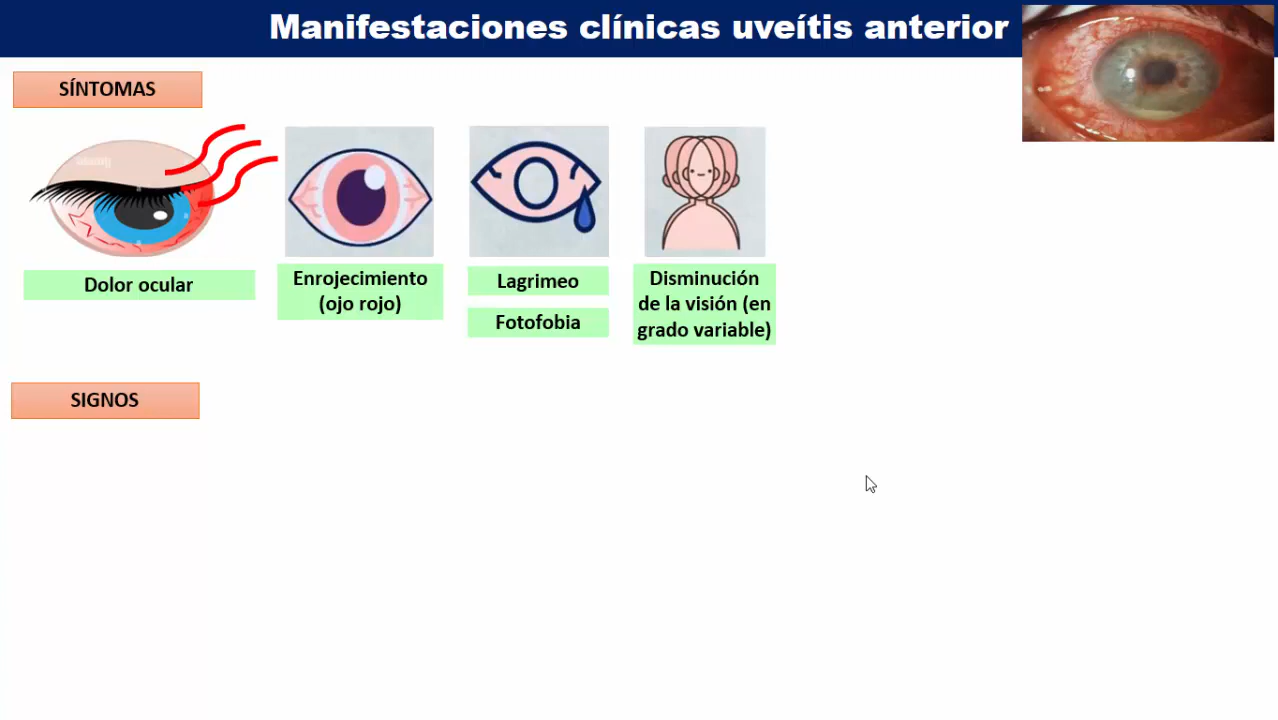 Manifestaciones clínicas uveítis anterior
SÍNTOMAS
Dolor ocular
Enrojecimiento
(ojo rojo)
Lagrimeo
Fotofobia
Disminución
de la visión (en
grado variable)
SIGNOS